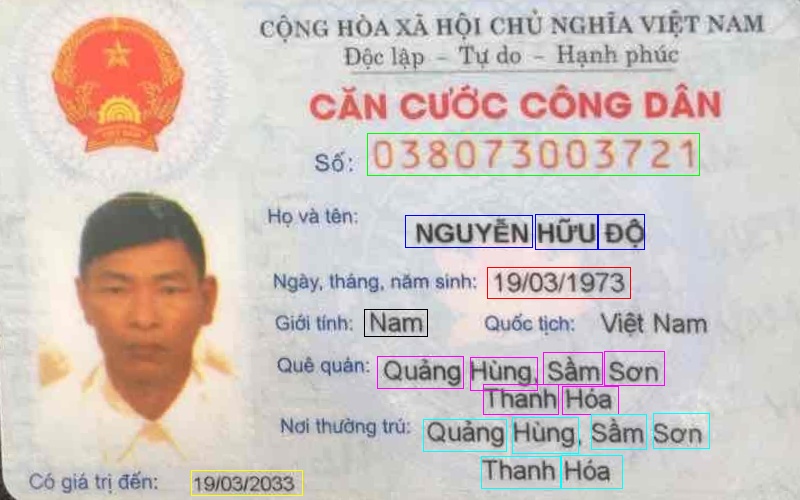 CỘNG HÒA XÃ HỘI CHỦ NGHĨA VIỆT NAM
Độc lập - Tự do - Hạnh phúc
CĂN CƯỚC CÔNG DÂN
Số: 038073003721
Họ và tên: NGUYỄN HỮU ĐỘ
Ngày, tháng, năm sinh: 19/03/1973
Giới tính: Nam Quốc tịch: Việt Nam
Quê quán: Quảng Hùng, Sầm Sơn
Thanh Hóa
Nơi thường trú: Quảng Hùng, Sầm Sơn
Thanh Hóa
Có giá trị đến: 19/03/2033